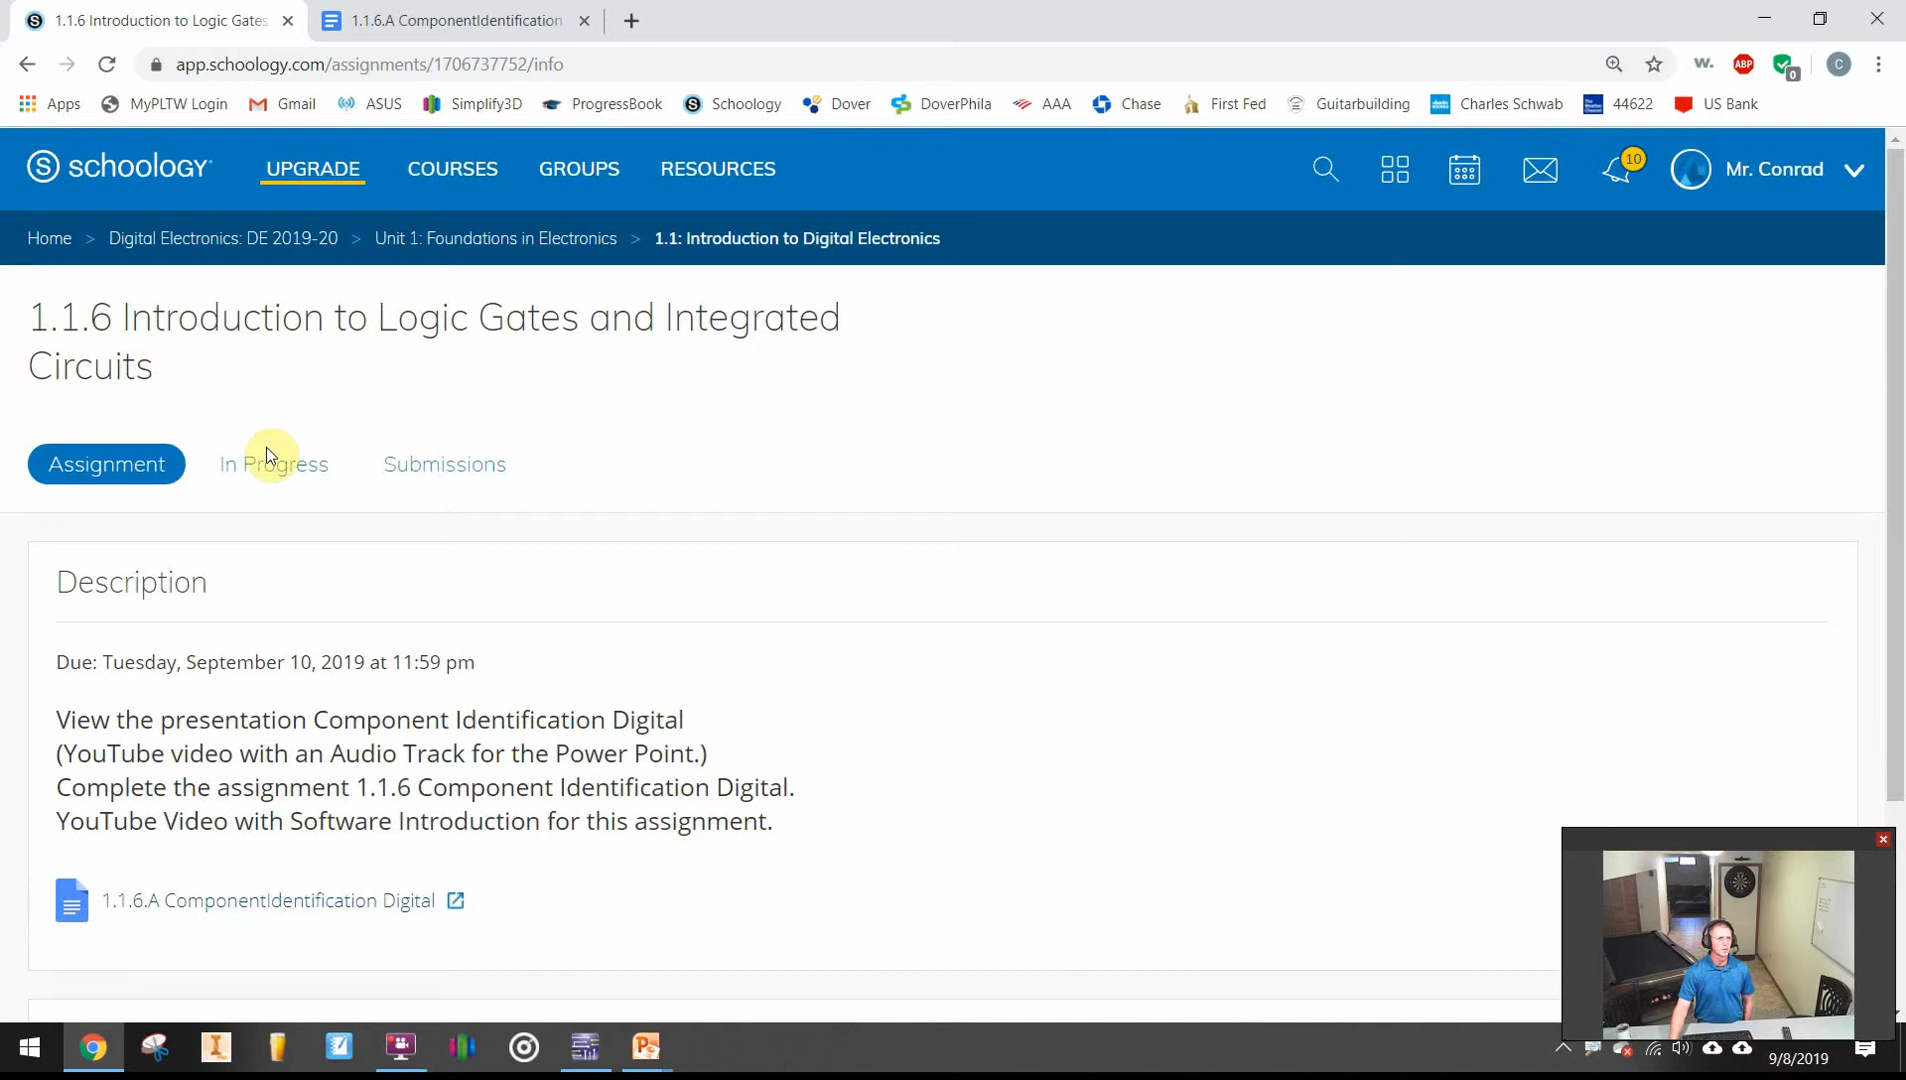 1.1.6 Introduction to Logic Gates
1.1.6.A ComponentIdentification
app.schoology.com/assignments/1706737752/info
W.
ABP
0
C
Apps
MyPLTW Login
Gmail
ASUS
Simplify3D
ProgressBook
Schoology
Dover
DoverPhila
AAA
Chase
First Fed
Guitarbuilding
Charles Schwab
44622
US Bank
S schoology
UPGRADE
COURSES
GROUPS
RESOURCES
10
Mr. Conrad
Home > Digital Electronics: DE 2019-20 > Unit 1: Foundations in Electronics > 1.1: Introduction to Digital Electronics
1.1.6 Introduction to Logic Gates and Integrated
Circuits
Assignment
In Progress
Submissions
Description
Due: Tuesday, September 10, 2019 at 11:59 pm
View the presentation Component Identification Digital
(YouTube video with an Audio Track for the Power Point.)
Complete the assignment 1.1.6 Component Identification Digital.
YouTube Video with Software Introduction for this assignment.
1.1.6.A ComponentIdentification Digital
9/8/2019